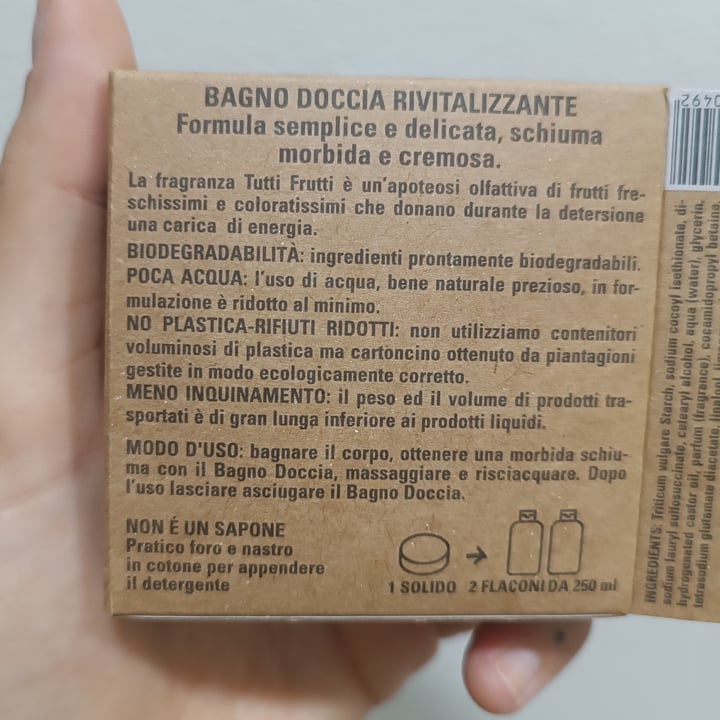 BAGNO DOCCIA RIVITALIZZANTE
Formula semplice e delicata, schiuma
morbida e cremosa.
La fragranza Tutti Frutti è un'apoteosi olfattiva di frutti fre-
schissimi e coloratissimi che donano durante la detersione
una carica di energia.
BIODEGRADABILITÀ: ingredienti prontamente biodegradabili.
POCA ACQUA: l'uso di acqua, bene naturale prezioso, in for-
mulazione è ridotto al minimo.
NO PLASTICA-RIFIUTI RIDOTTI: non utilizziamo contenitori
voluminosi di plastica ma cartoncino ottenuto da piantagioni
gestite in modo ecologicamente corretto.
MENO INQUINAMENTO: il peso ed il volume di prodotti tra-
sportati è di gran lunga inferiore ai prodotti liquidi.
MODO D'USO: bagnare il corpo, ottenere una morbida schiu-
ma con il Bagno Doccia, massaggiare e risciacquare. Dopo
l'uso lasciare asciugare il Bagno Doccia.
NON É UN SAPONE
Pratico foro e nastro
in cotone per appendere
il detergente
1 SOLIDO
2 FLACONI DA 250 ml
0492
INGREDIENTS: Triticum vulgare Starch, sodium cocoyl isethionate, di-
sodium lauryl sulfosuccinate, cetearyl alcohol, aqua (water), glycerin,
hydrogenated castor oil, parfum (fragrance), cocamidopropyl betaine,
tetrasodium glutamate diacetate, linalool,